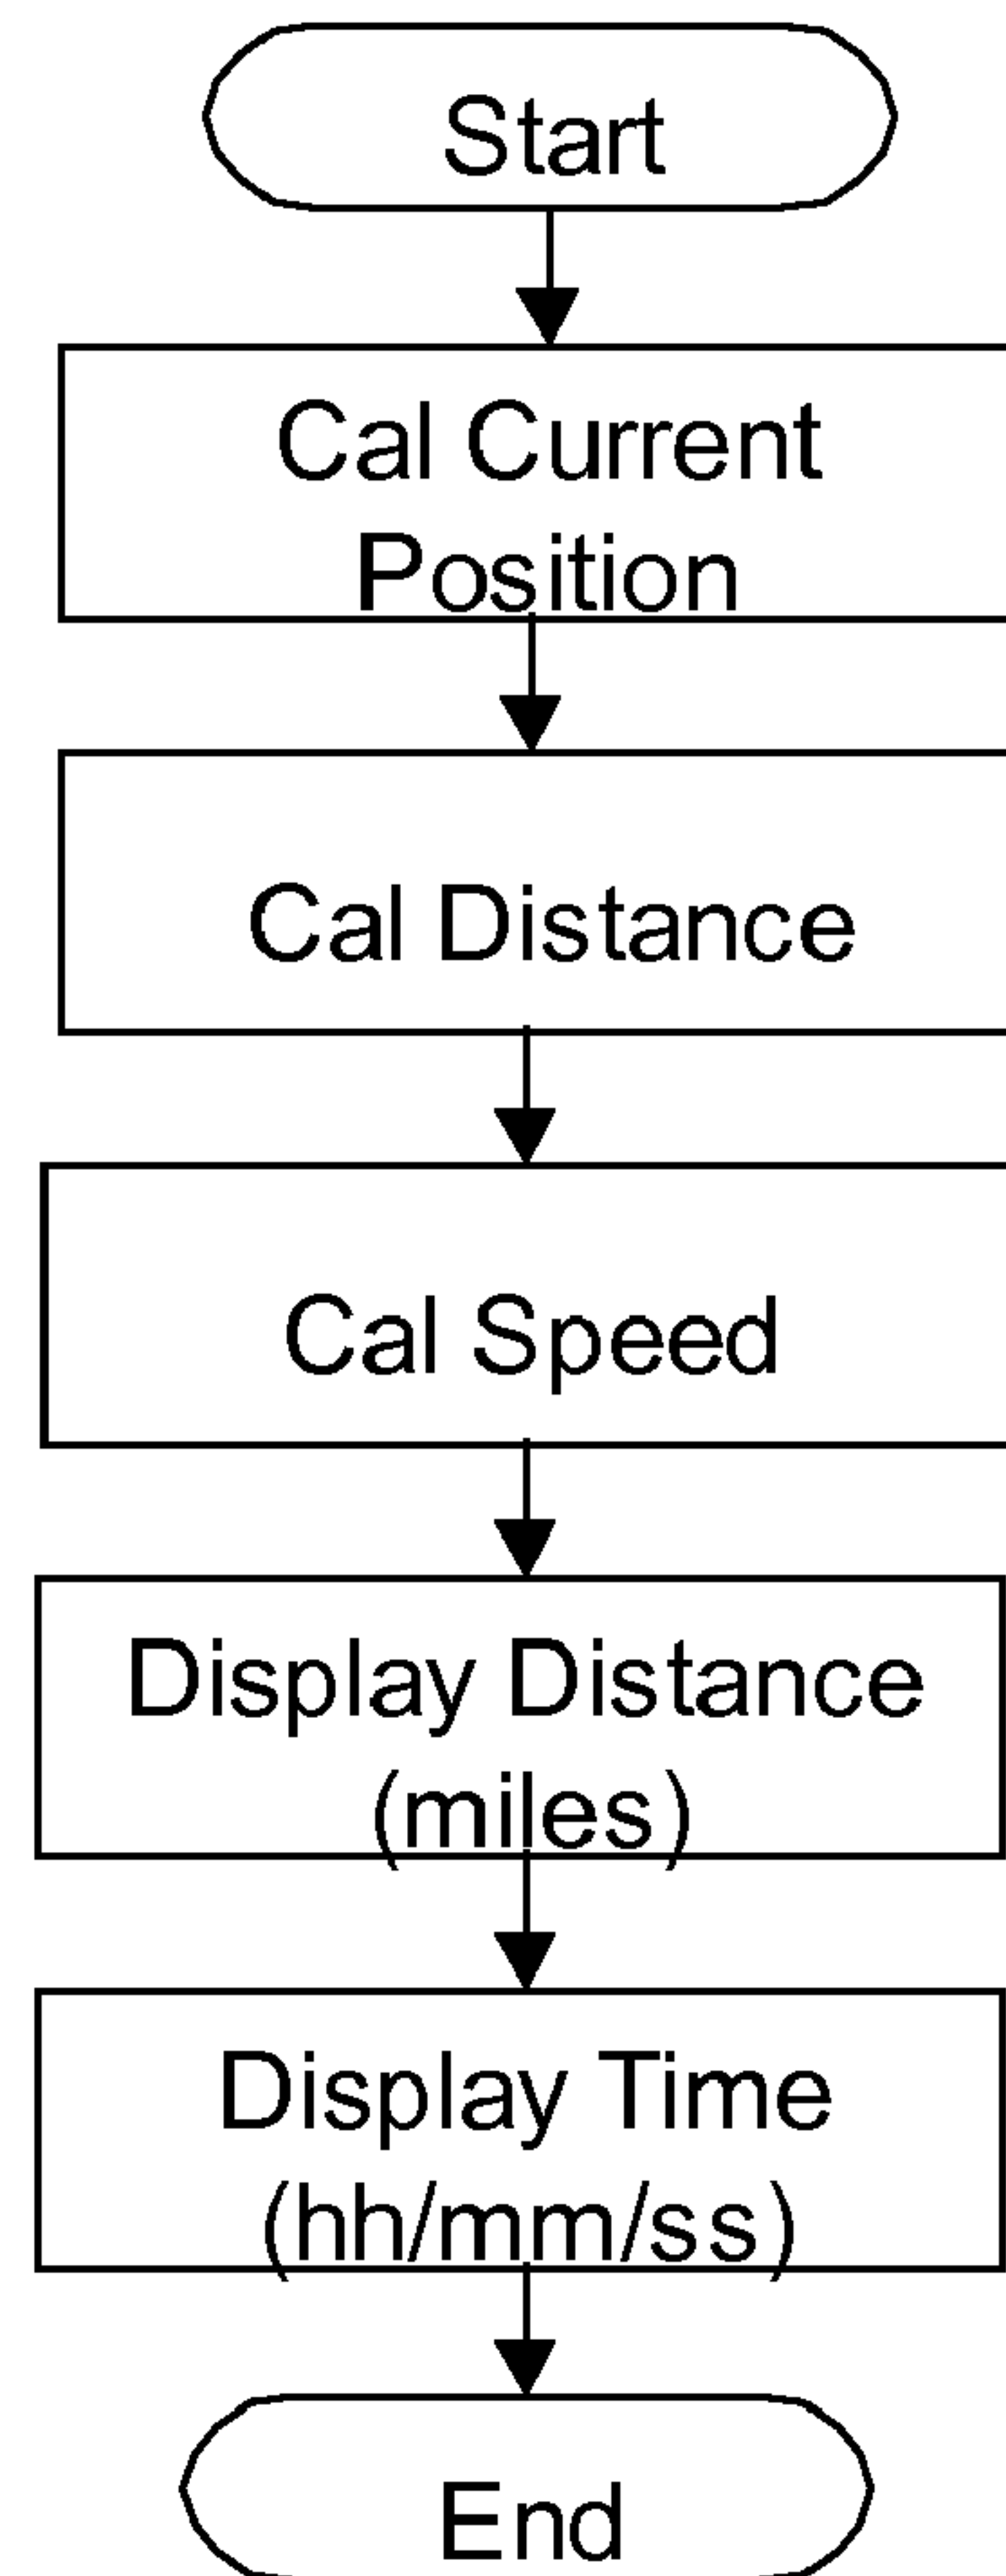 Start
Cal Current
Position
Cal Distance
Cal Speed
Display Distance
(miles)
Display Time
(hh/mm/ss)
End